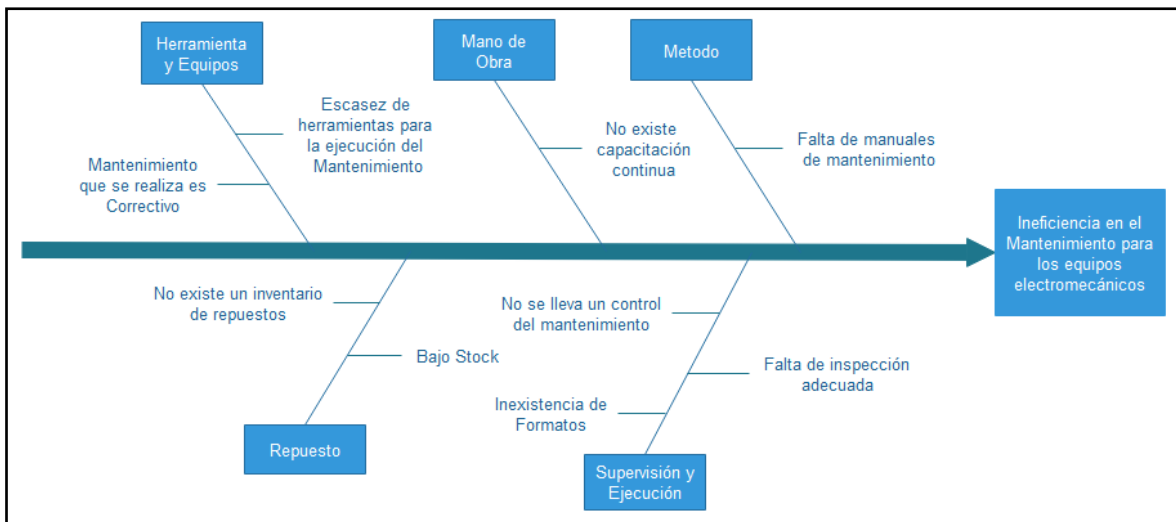 Herramienta
y Equipos
Mano de
Obra
Metodo
Escasez de
herramientas para
la ejecución del
Mantenimiento
Mantenimiento
que se realiza es
Correctivo
No existe
capacitación
continua
Falta de manuales
de mantenimiento
Ineficiencia en el
Mantenimiento para
los equipos
electromecánicos
No existe un inventario
de repuestos
Bajo Stock
Repuesto
No se lleva un control
del mantenimiento
Falta de inspección
adecuada
Inexistencia de
Formatos
Supervisión y
Ejecución